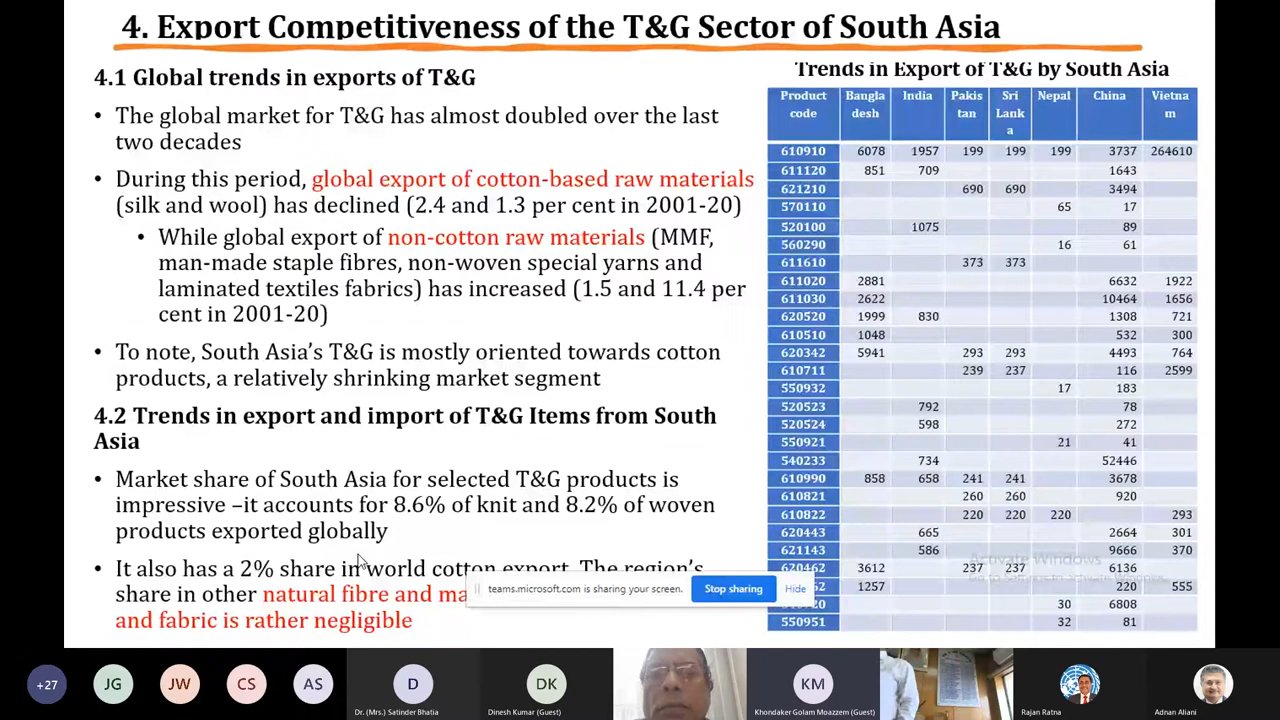 4. Export Competitiveness of the T&G Sector of South Asia
4.1 Global trends in exports of T&G
• The global market for T&G has almost doubled over the last
two decades
• During this period, global export of cotton-based raw materials
(silk and wool) has declined (2.4 and 1.3 per cent in 2001-20)
• While global export of non-cotton raw materials (MMF,
man-made staple fibres, non-woven special yarns and
laminated textiles fabrics) has increased (1.5 and 11.4 per
cent in 2001-20)
• To note, South Asia's T&G is mostly oriented towards cotton
products, a relatively shrinking market segment
4.2 Trends in export and import of T&G Items from South
Asia
• Market share of South Asia for selected T&G products is
impressive –it accounts for 8.6% of knit and 8.2% of woven
products exported globally
• It also has a 2% share in world cotton export. The region's
share in other natural fibre and ma
and fabric is rather negligible
Trends in Export of T&G by South Asia
Product code Bangla desh India Pakis tan Sri Lank a Nepal China Vietna m
610910 6078 1957 199 199 199 3737 264610
611120 851 709 1643
621210 690 690 3494
570110 65 17
520100 1075 89
560290 16 61
611610 373 373
611020 2881 6632 1922
611030 2622 10464 1656
620520 1999 830 1308 721
610510 1048 532 300
620342 5941 293 293 4493 764
610711 239 237 116 2599
550932 17 183
520523 792 78
520524 598 272
550921 21 41
540233 734 52446
610990 858 658 241 241 3678
610821 260 260 920
610822 220 220 220 293
620443 665 2664 301
621143 586 9666 370
620462 3612 237 237 6136
1257 220 555
30 6808
550951 32 81
Activate Windows
Go to Settings to activate Windows.
teams.microsoft.com is sharing your screen. Stop sharing Hide
+27 JG JW CS AS D DK KM
Dr. (Mrs.) Satinder Bhatia Dinesh Kumar (Guest) Khondaker Golam Moazzem (Guest) Rajan Ratna Adnan Aliani